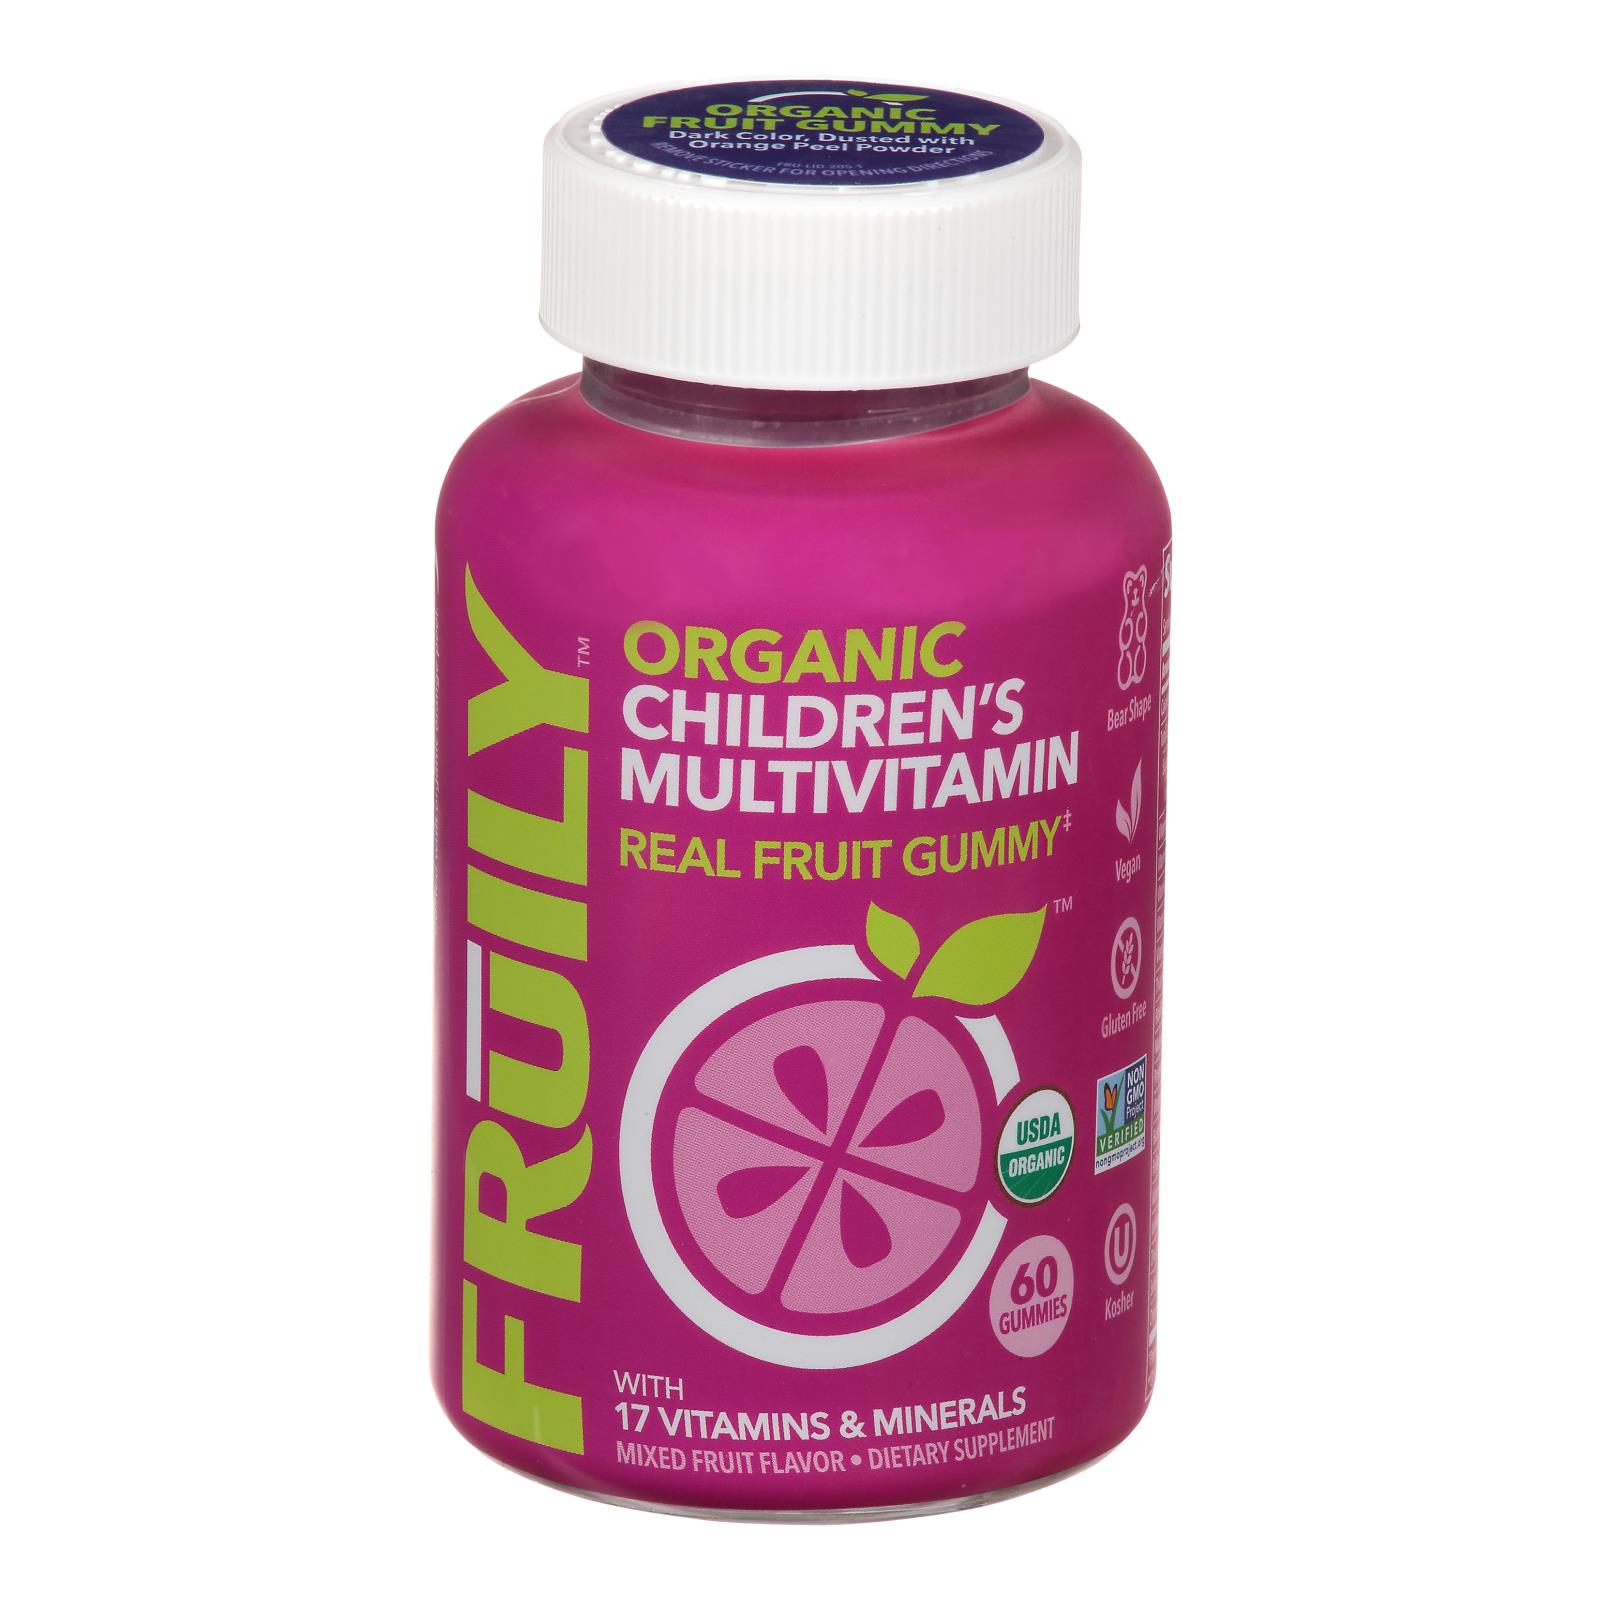 ORGANIC
FRUIT GUMMY
Dark Color, Dusted with
Orange Peel Powder
REMOVE STICKER FOR OPENING DIRECTIONS
FRŪILY™
ORGANIC
CHILDREN'S
MULTIVITAMIN
REAL FRUIT GUMMY‡
TM
USDA
ORGANIC
60
GUMMIES
WITH
17 VITAMINS & MINERALS
MIXED FRUIT FLAVOR • DIETARY SUPPLEMENT
Bear Shape
Vegan
Gluten Free
NON
GMO
Project
VERIFIED
nongmoproject.org
U
Kosher